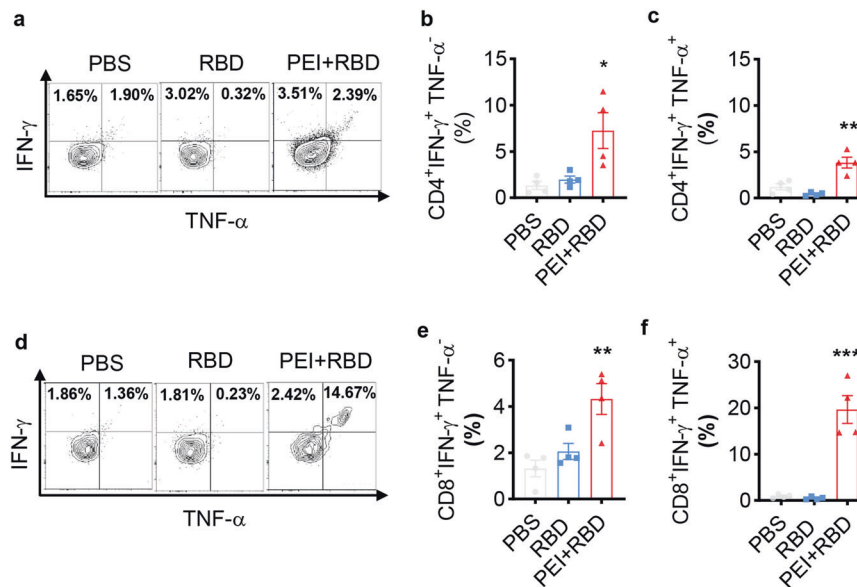 a
PBS RBD PEI+RBD
1.65% 1.90% 3.02% 0.32% 3.51% 2.39%
IFN-γ
TNF-α
b
CD4⁺IFN-γ⁺ TNF-α⁻
(%)
15
10
5
0
*
PBS
RBD
PEI+RBD
c
CD4⁺IFN-γ⁺ TNF-α⁺
(%)
15
10
5
0
**
PBS
RBD
PEI+RBD
d
PBS RBD PEI+RBD
1.86% 1.36% 1.81% 0.23% 2.42% 14.67%
IFN-γ
TNF-α
e
CD8⁺IFN-γ⁺ TNF-α⁻
(%)
6
4
2
0
**
PBS
RBD
PEI+RBD
f
CD8⁺IFN-γ⁺ TNF-α⁺
(%)
30
20
10
0
***
PBS
RBD
PEI+RBD